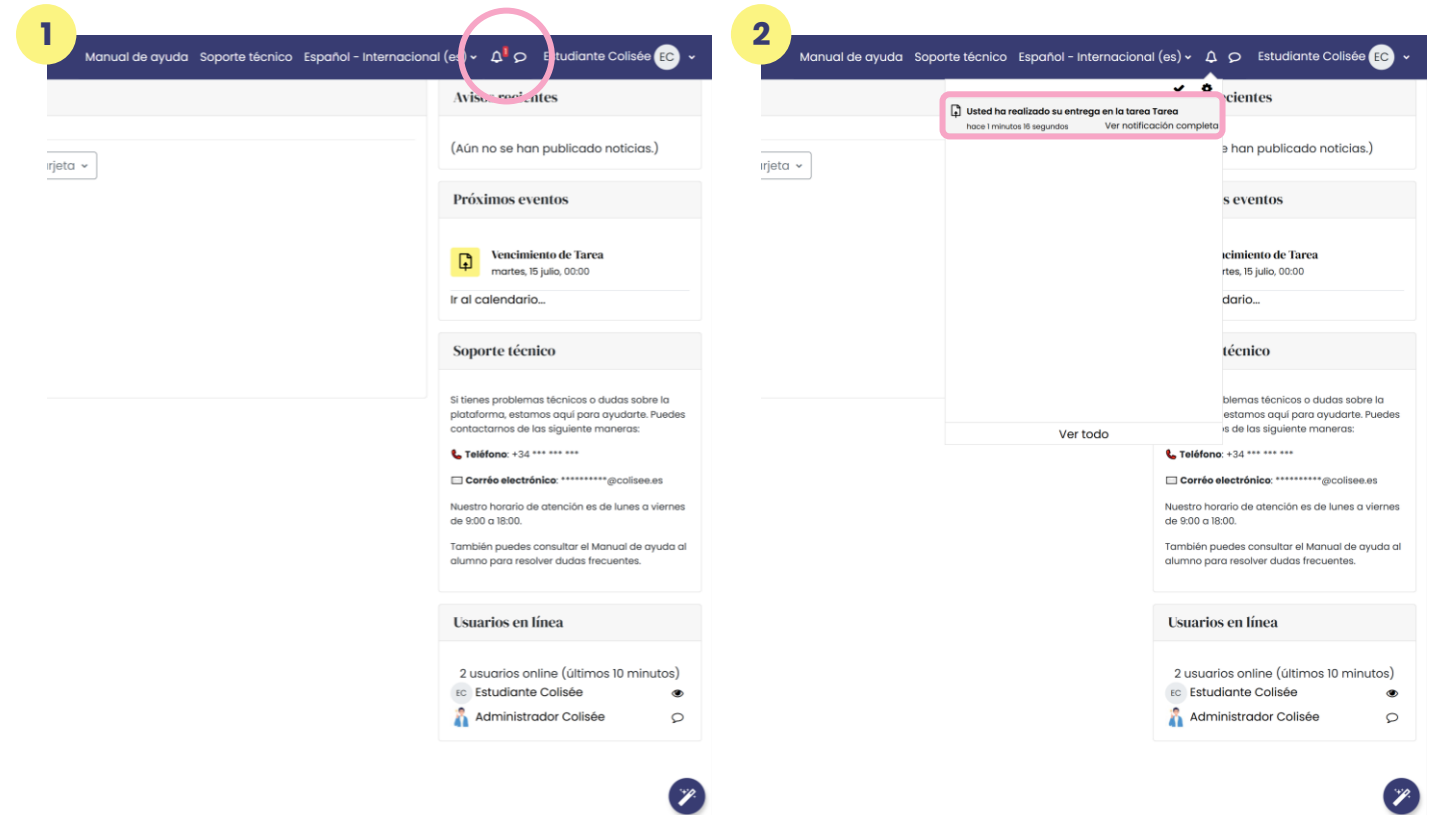 1
Manual de ayuda Soporte técnico Español - Internacional (es) 1 Estudiante Colisée EC
Avisos recientes
(Aún no se han publicado noticias.)
rjeta
Próximos eventos
Vencimiento de Tarea
martes, 15 julio, 00:00
Ir al calendario...
Soporte técnico
Si tienes problemas técnicos o dudas sobre la
plataforma, estamos aquí para ayudarte. Puedes
contactarnos de las siguiente maneras:
Teléfono: +34 *** *** ***
Corréo electrónico: **********@colisee.es
Nuestro horario de atención es de lunes a viernes
de 9:00 a 18:00.
También puedes consultar el Manual de ayuda al
alumno para resolver dudas frecuentes.
Usuarios en línea
2 usuarios online (últimos 10 minutos)
EC Estudiante Colisée
Administrador Colisée
2
Manual de ayuda Soporte técnico Español - Internacional (es) Estudiante Colisée EC
cientes
Usted ha realizado su entrega en la tarea Tarea
hace 1 minutos 16 segundos Ver notificación completa
e han publicado noticias.)
rjeta
s eventos
ncimiento de Tarea
rtes, 15 julio, 00:00
dario...
técnico
blemas técnicos o dudas sobre la
estamos aquí para ayudarte. Puedes
s de las siguiente maneras:
Ver todo
Teléfono: +34 *** *** ***
Corréo electrónico: **********@colisee.es
Nuestro horario de atención es de lunes a viernes
de 9:00 a 18:00.
También puedes consultar el Manual de ayuda al
alumno para resolver dudas frecuentes.
Usuarios en línea
2 usuarios online (últimos 10 minutos)
EC Estudiante Colisée
Administrador Colisée